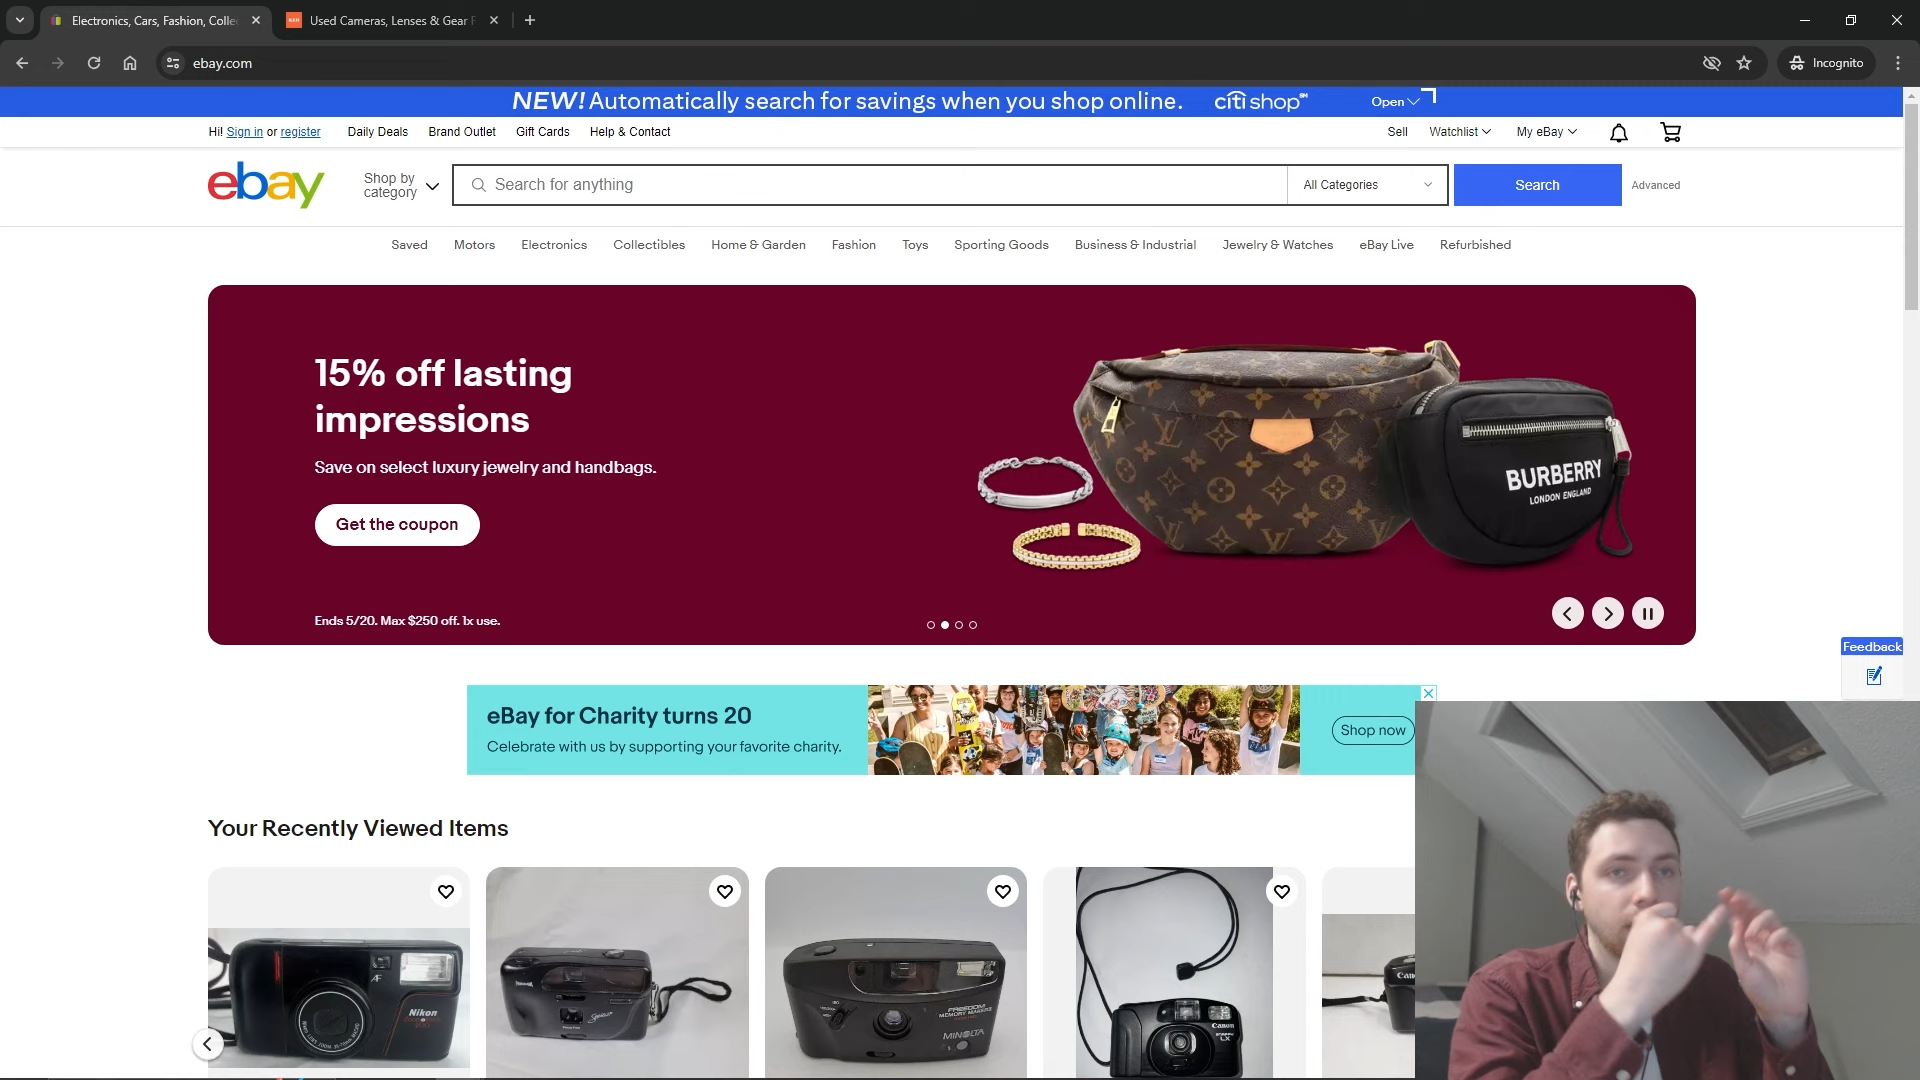 Electronics, Cars, Fashion, Colle
Used Cameras, Lenses & Gear F
ebay.com
Incognito
NEW! Automatically search for savings when you shop online.
citi shop℠
Open
Hi! Sign in or register
Daily Deals
Brand Outlet
Gift Cards
Help & Contact
Sell
Watchlist
My eBay
ebay
Shop by
category
Search for anything
All Categories
Search
Advanced
Saved
Motors
Electronics
Collectibles
Home & Garden
Fashion
Toys
Sporting Goods
Business & Industrial
Jewelry & Watches
eBay Live
Refurbished
15% off lasting
impressions
Save on select luxury jewelry and handbags.
Get the coupon
Ends 5/20. Max $250 off. 1x use.
BURBERRY
LONDON ENGLAND
Feedback
eBay for Charity turns 20
Celebrate with us by supporting your favorite charity.
Shop now
Your Recently Viewed Items
AF
Nikon
FREEDOM
MINOLTA
Canon
LX